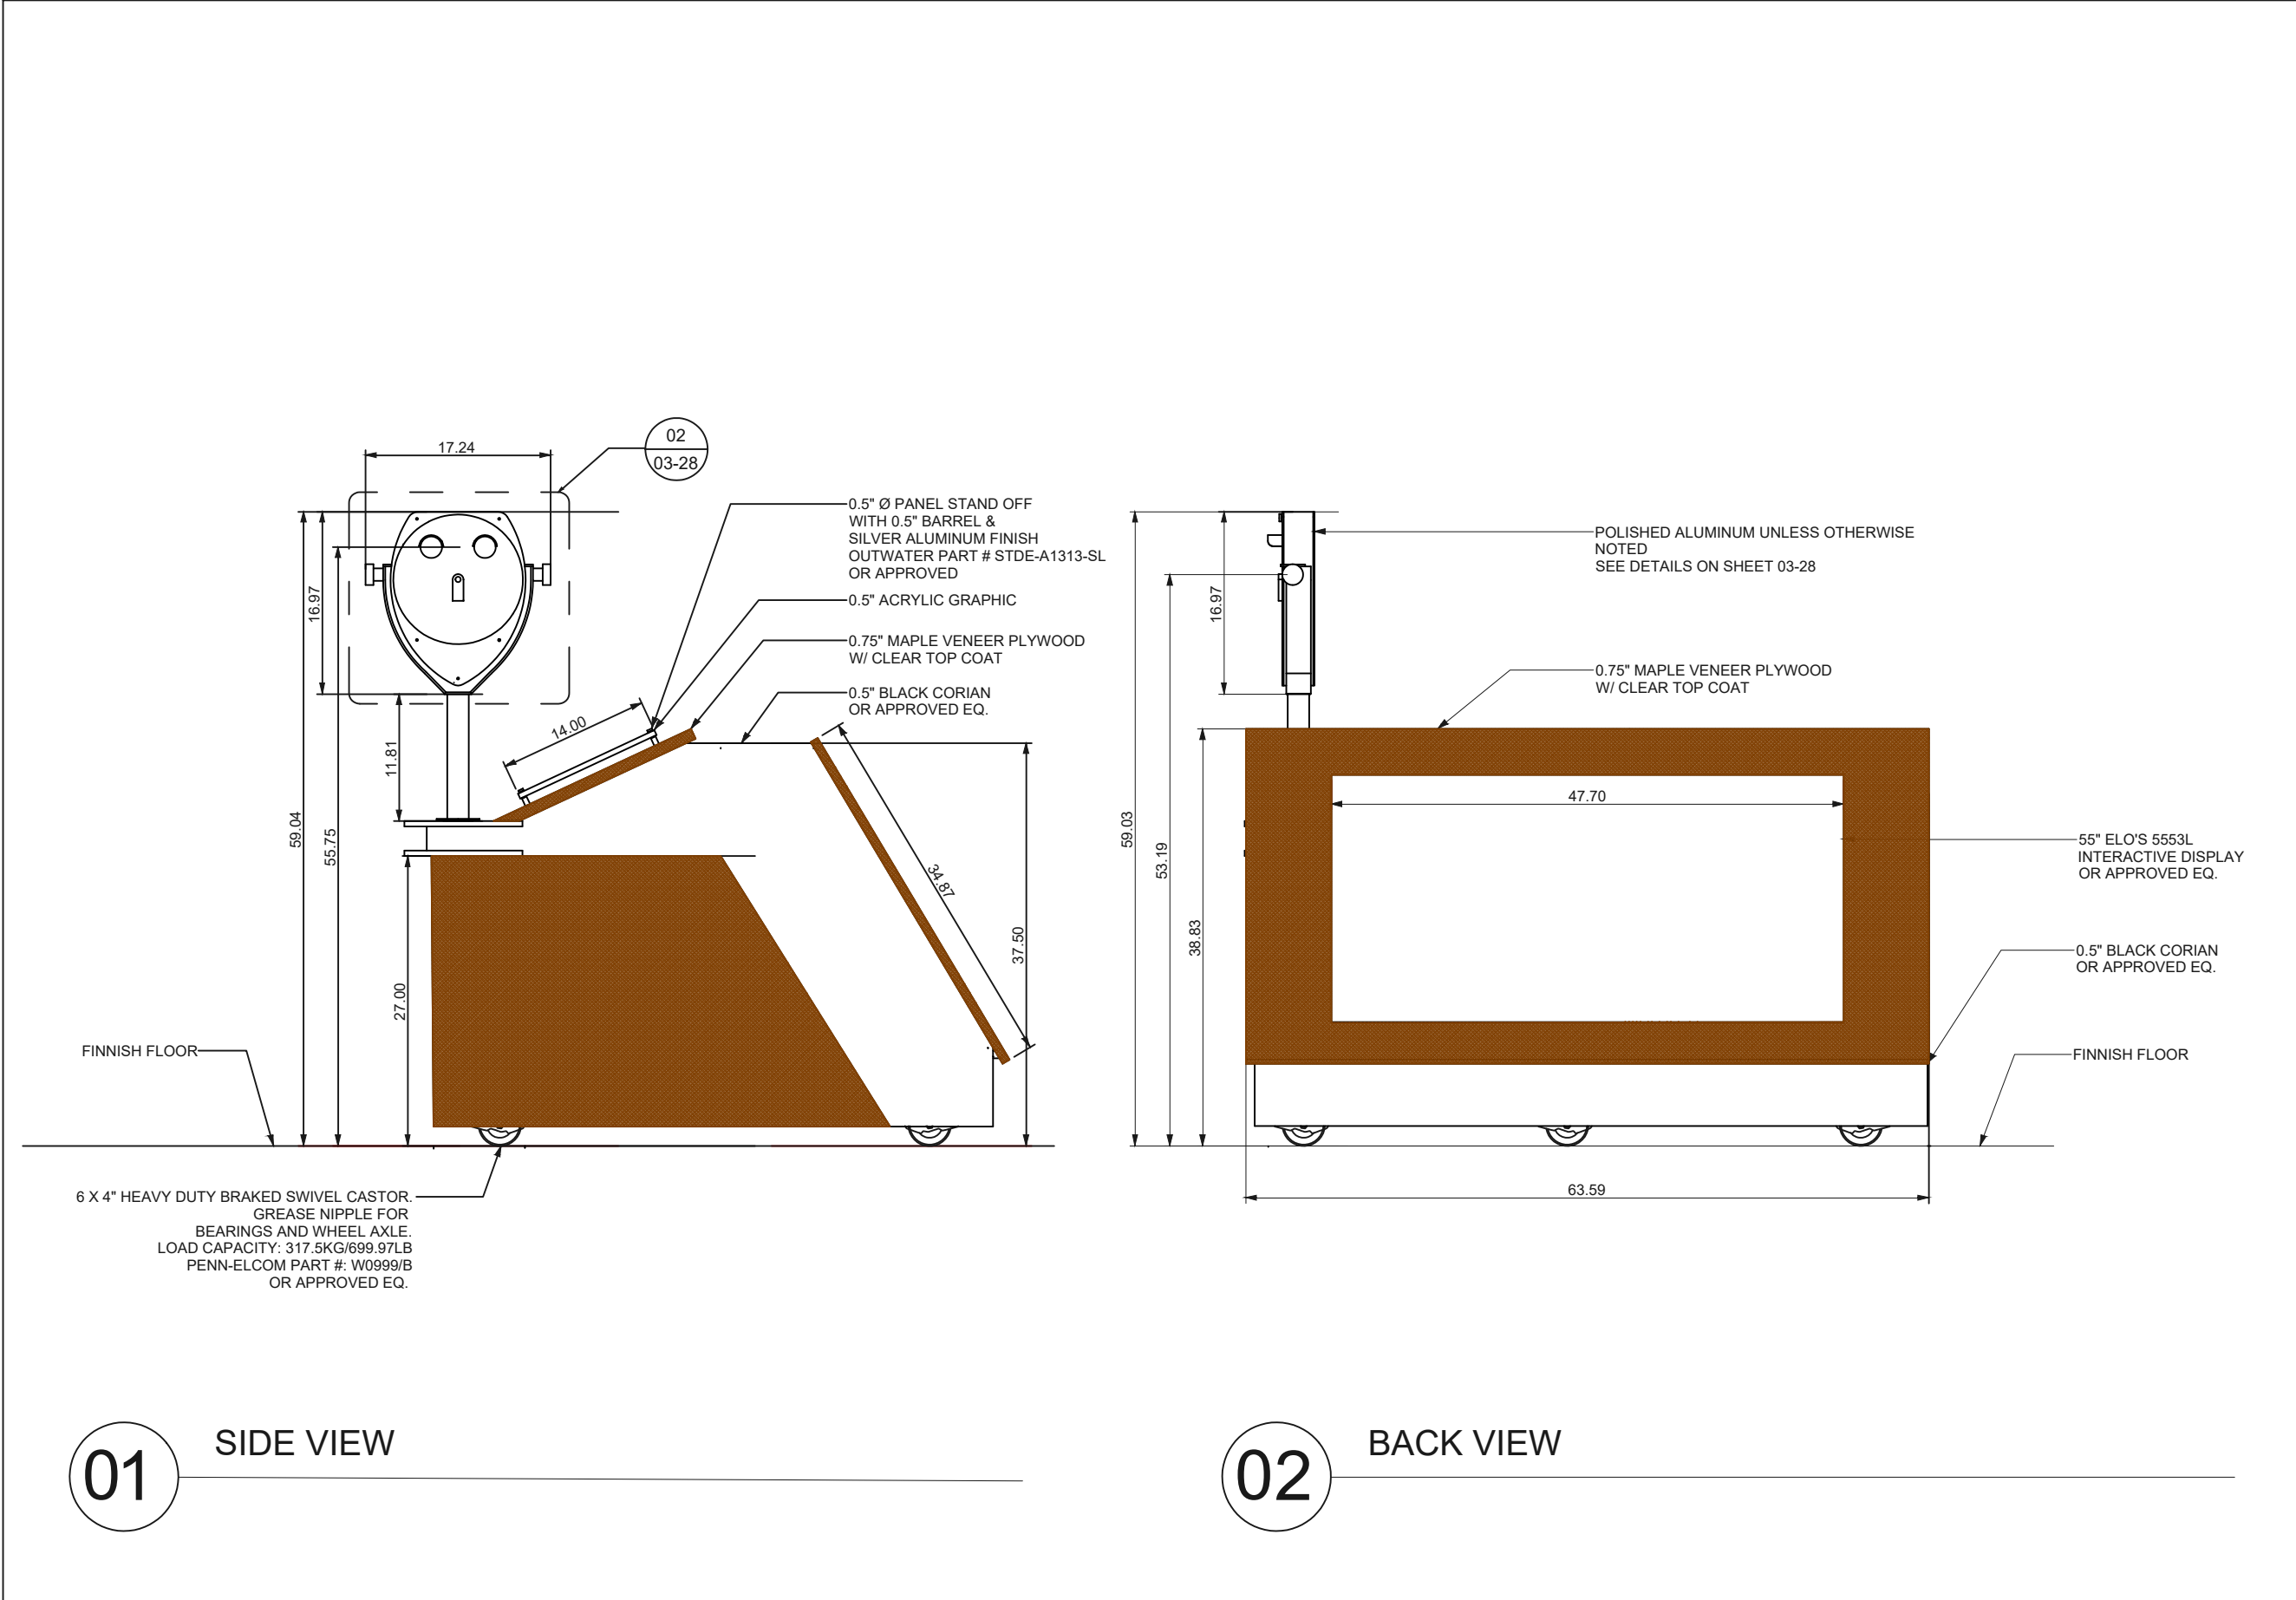 17.24
02
03-28
59.04
16.97
55.75
11.81
14.00
27.00
34.87
37.50
0.5" Ø PANEL STAND OFF
WITH 0.5" BARREL &
SILVER ALUMINUM FINISH
OUTWATER PART # STDE-A1313-SL
OR APPROVED
0.5" ACRYLIC GRAPHIC
0.75" MAPLE VENEER PLYWOOD
W/ CLEAR TOP COAT
0.5" BLACK CORIAN
OR APPROVED EQ.
FINNISH FLOOR
6 X 4" HEAVY DUTY BRAKED SWIVEL CASTOR.
GREASE NIPPLE FOR
BEARINGS AND WHEEL AXLE.
LOAD CAPACITY: 317.5KG/699.97LB
PENN-ELCOM PART #: W0999/B
OR APPROVED EQ.
01
SIDE VIEW
59.03
53.19
16.97
38.83
47.70
63.59
POLISHED ALUMINUM UNLESS OTHERWISE
NOTED
SEE DETAILS ON SHEET 03-28
0.75" MAPLE VENEER PLYWOOD
W/ CLEAR TOP COAT
55" ELO'S 5553L
INTERACTIVE DISPLAY
OR APPROVED EQ.
0.5" BLACK CORIAN
OR APPROVED EQ.
FINNISH FLOOR
02
BACK VIEW